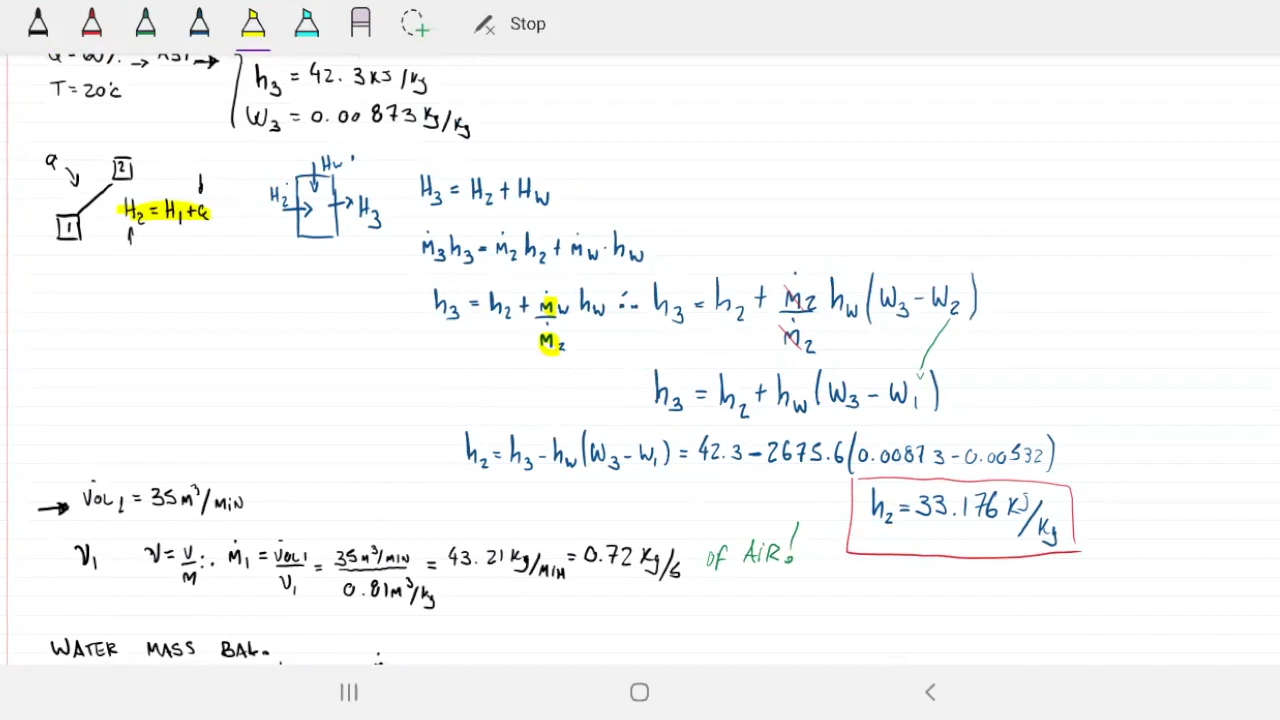 Stop
T = 20°C
h3 = 42.3 KJ/Kg
W3 = 0.00873 Kg/Kg
Q
1
2
H2 = H1 + Q
Ḣ2
Hw
H3
H3 = H2 + Hw
ṁ3 h3 = ṁ2 h2 + ṁw · hw
h3 = h2 + ṁw/ṁ2 hw ∴ h3 = h2 + ṁ2/ṁ2 hw (W3 - W2)
h3 = h2 + hw (W3 - W1)
h2 = h3 - hw (W3 - W1) = 42.3 - 2675.6 (0.00873 - 0.00532)
h2 = 33.176 KJ/Kg
→ V̇OL1 = 35 m³/MIN
V1 V = V/M ∴ ṁ1 = V̇OL1/V1 = 35 m³/MIN / 0.81 m³/Kg = 43.21 Kg/MIN = 0.72 Kg/s of AiR!
WATER MASS BAL.